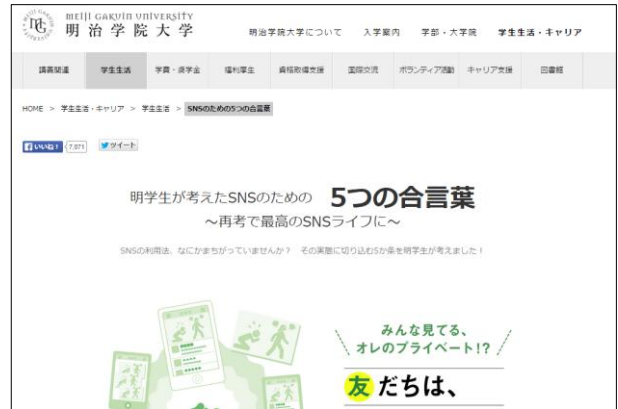 MEIJI GAKUIN UNIVERSITY
明治学院大学
明治学院大学について 入学案内 学部・大学院 学生生活・キャリア
講義関連 学生生活 学費・奨学金 福利厚生 資格取得支援 国際交流 ボランティア活動 キャリア支援 図書館
HOME > 学生生活・キャリア > 学生生活 > SNSのための5つの合言葉
いいね! 7,071 ツイート
明学生が考えたSNSのための 5つの合言葉
～再考で最高のSNSライフに～
SNSの利用法、なにかまちがっていませんか？ その実態に切り込む5か条を明学生が考えました！
みんな見てる、
オレのプライベート!?
友だちは、